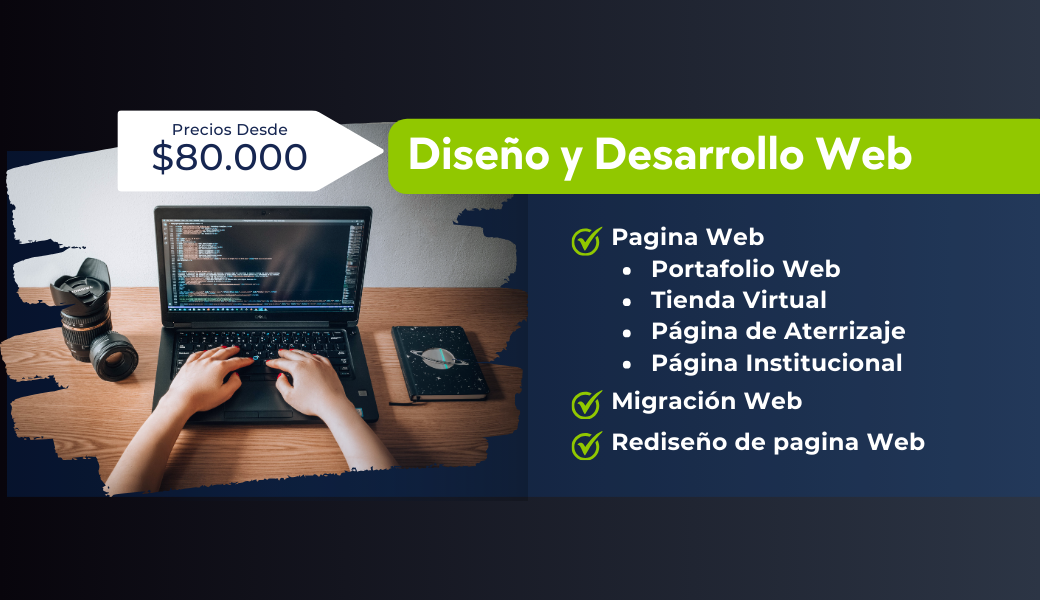 Precios Desde
$80.000
Diseño y Desarrollo Web
Pagina Web
Portafolio Web
Tienda Virtual
Página de Aterrizaje
Página Institucional
Migración Web
Rediseño de pagina Web